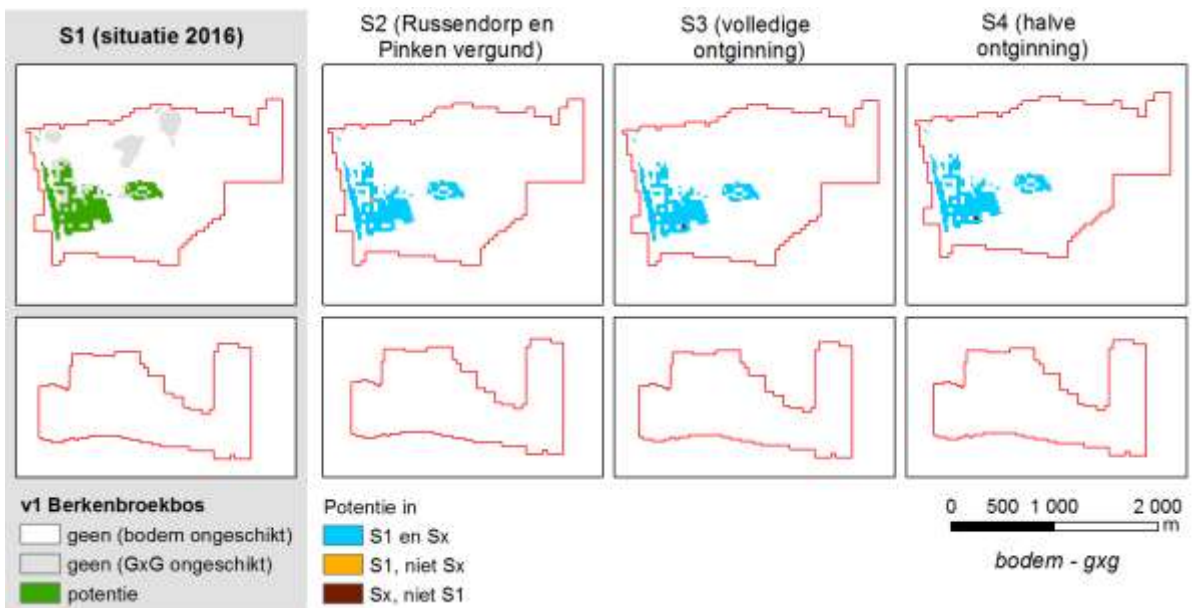 S1 (situatie 2016)
S2 (Russendorp en
Pinken vergund)
S3 (volledige
ontginning)
S4 (halve
ontginning)
v1 Berkenbroekbos
geen (bodem ongeschikt)
geen (GxG ongeschikt)
potentie
Potentie in
S1 en Sx
S1, niet Sx
Sx, niet S1
0 500 1 000 2 000
m
bodem - gxg